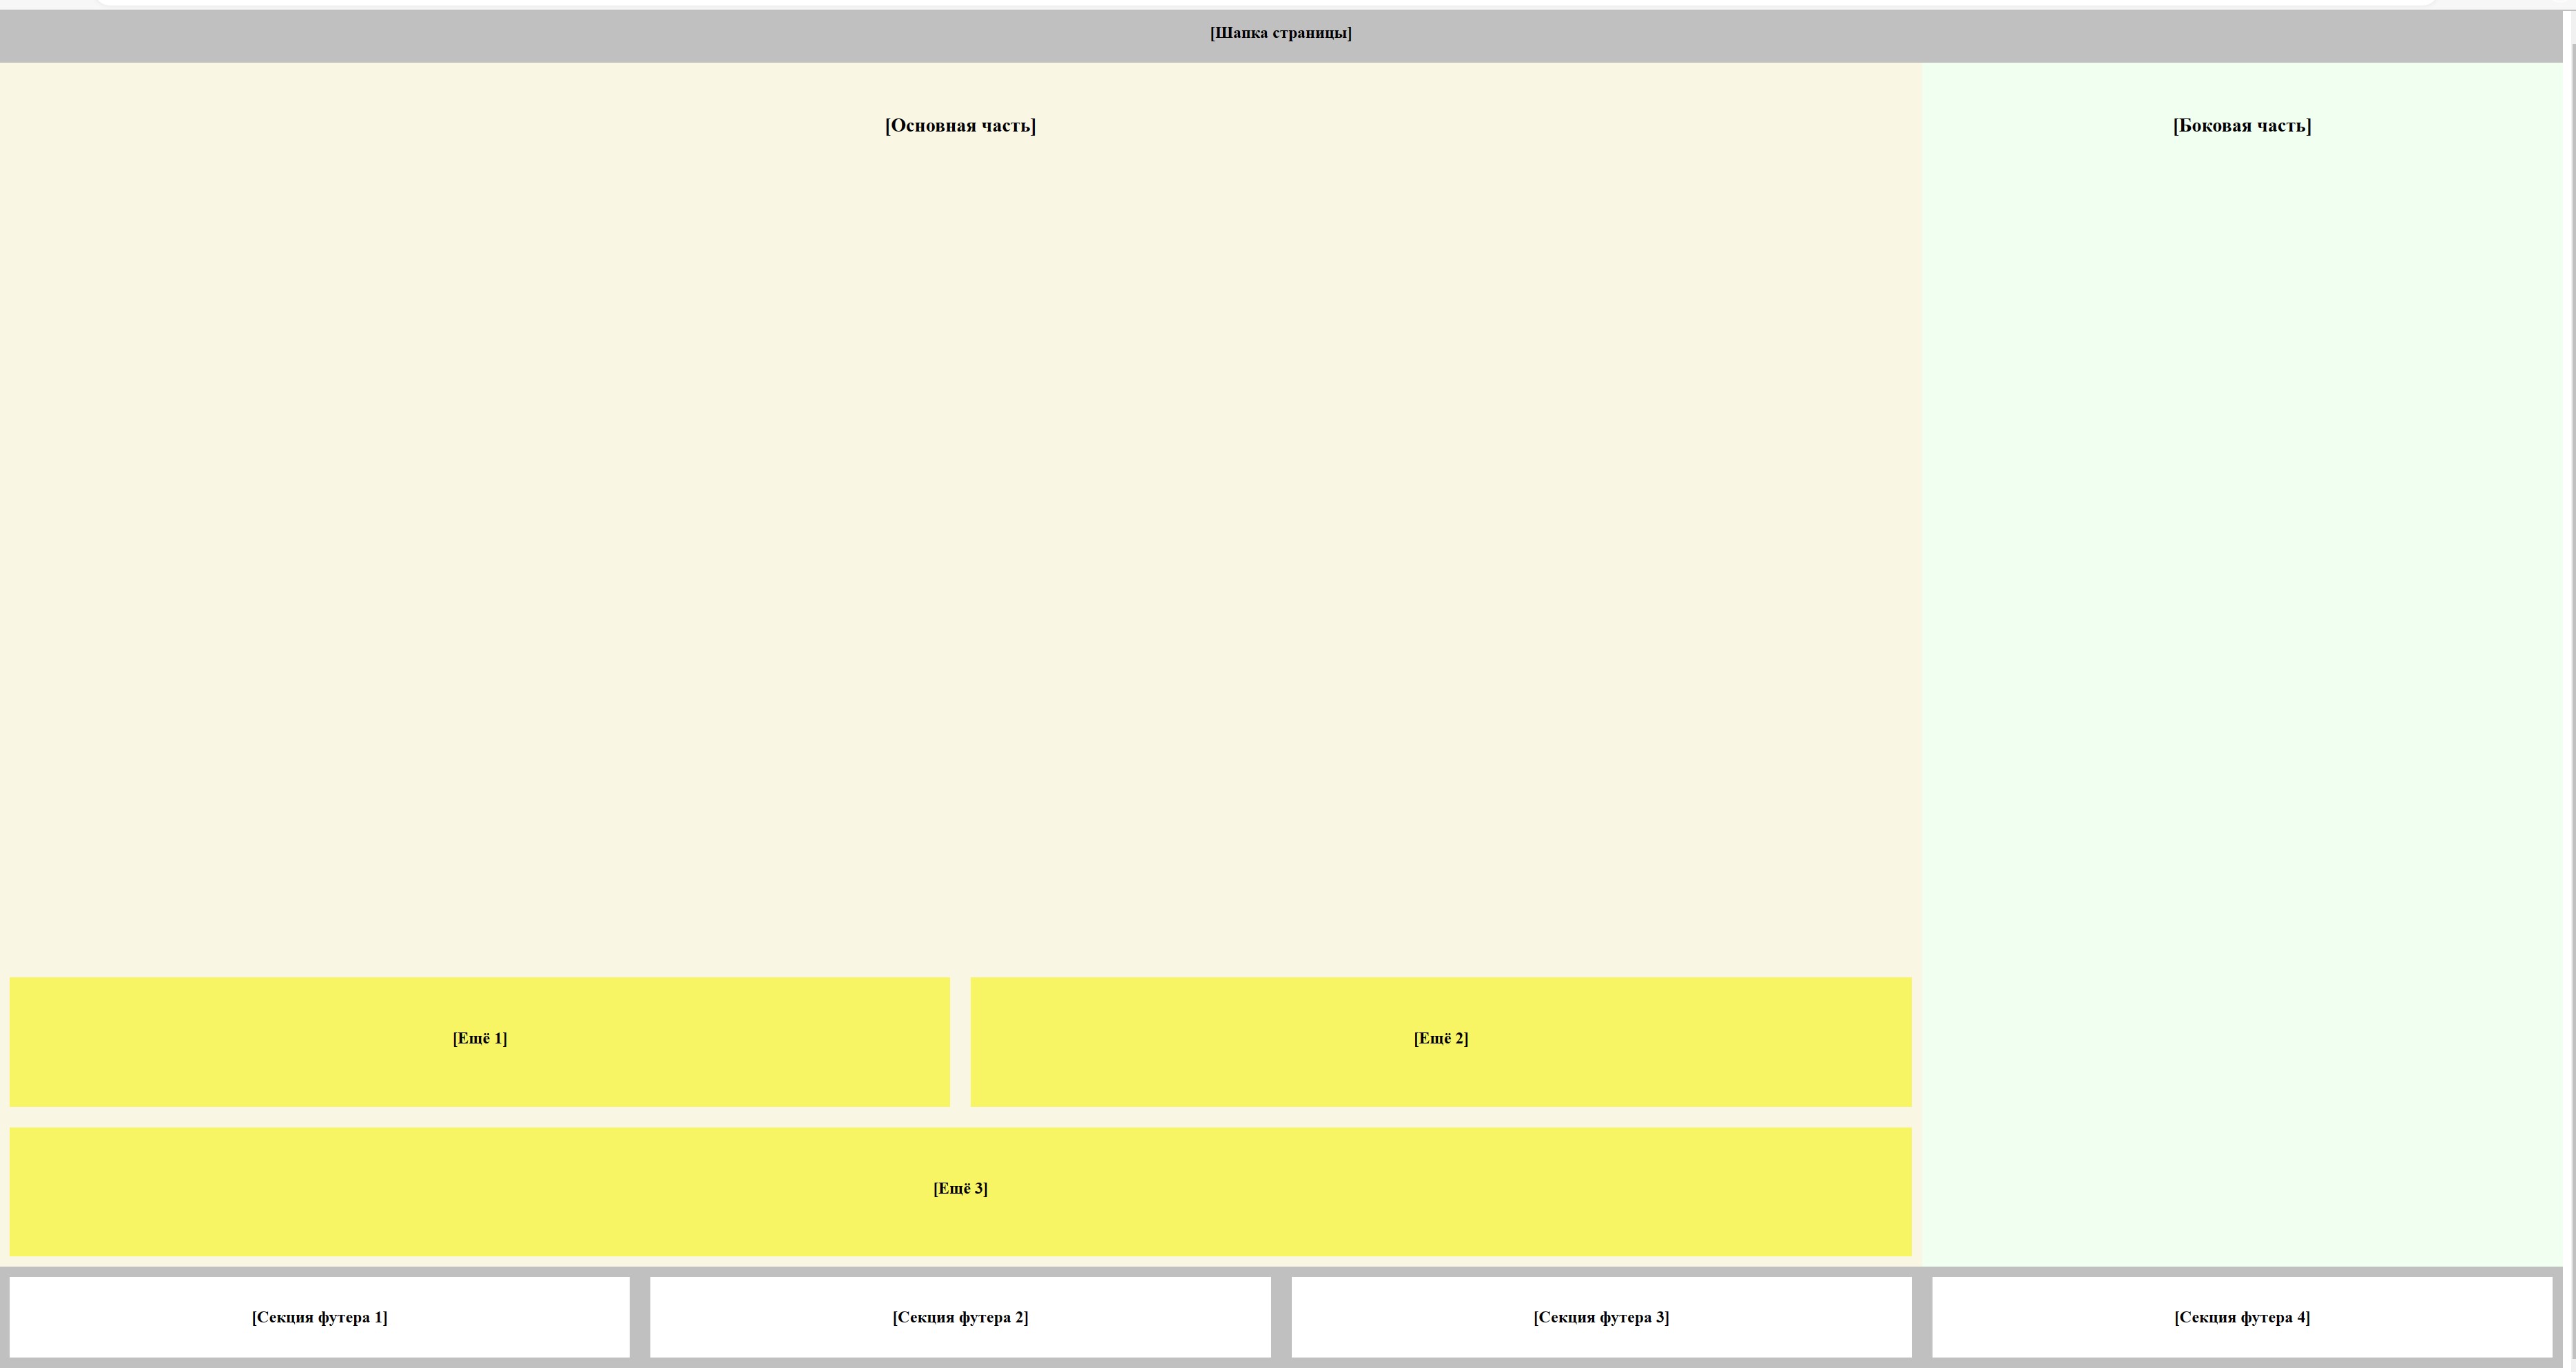 [Шапка страницы]
[Основная часть]
[Боковая часть]
[Ещё 1]
[Ещё 2]
[Ещё 3]
[Секция футера 1]
[Секция футера 2]
[Секция футера 3]
[Секция футера 4]